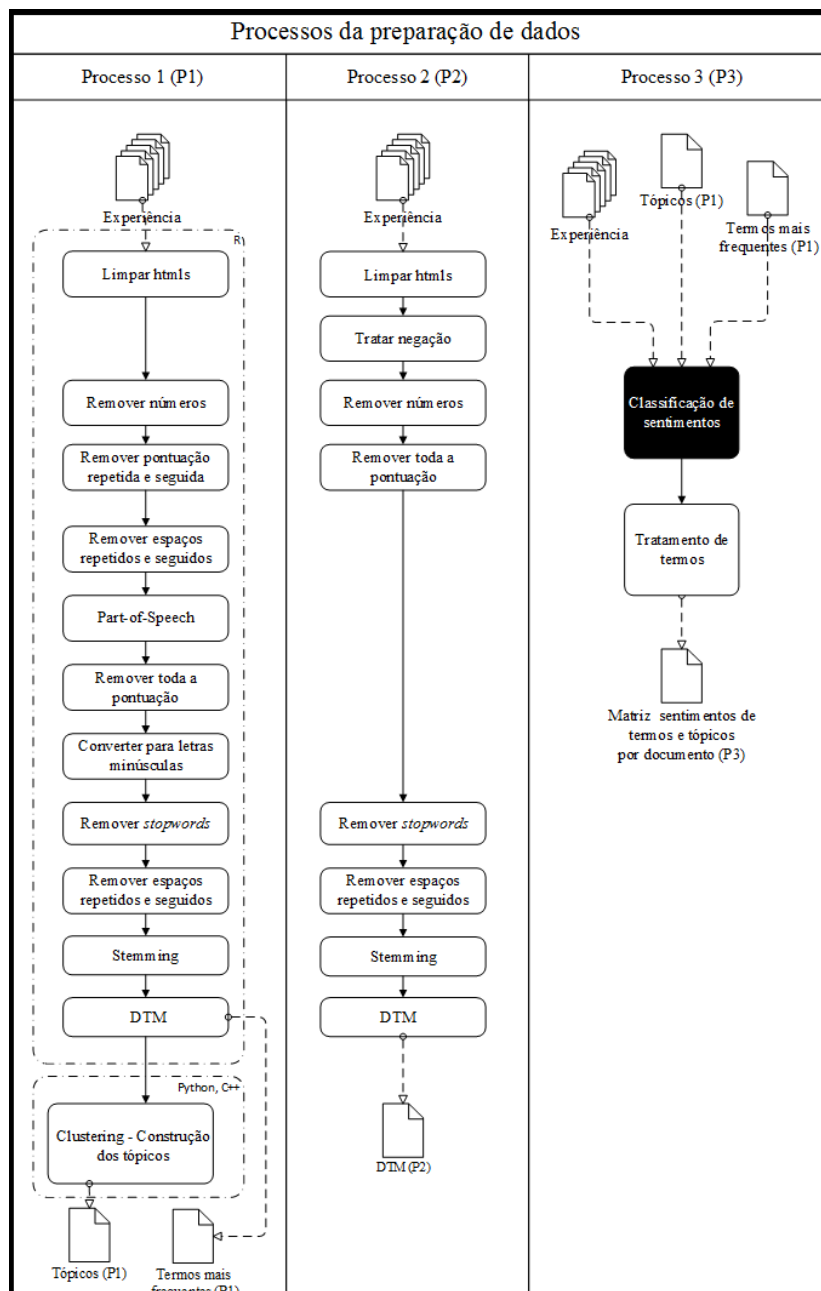 Processos da preparação de dados
Processo 1 (P1)
Processo 2 (P2)
Processo 3 (P3)
Experiência
R
Limpar htmls
Remover números
Remover pontuação
repetida e seguida
Remover espaços
repetidos e seguidos
Part-of-Speech
Remover toda a
pontuação
Converter para letras
minúsculas
Remover stopwords
Remover espaços
repetidos e seguidos
Stemming
DTM
Python, C++
Clustering - Construção
dos tópicos
Tópicos (P1)
Termos mais
frequentes (P1)
Experiência
Limpar htmls
Tratar negação
Remover números
Remover toda a
pontuação
Remover stopwords
Remover espaços
repetidos e seguidos
Stemming
DTM
DTM (P2)
Experiência
Tópicos (P1)
Termos mais
frequentes (P1)
Classificação de
sentimentos
Tratamento de
termos
Matriz sentimentos de
termos e tópicos
por documento (P3)